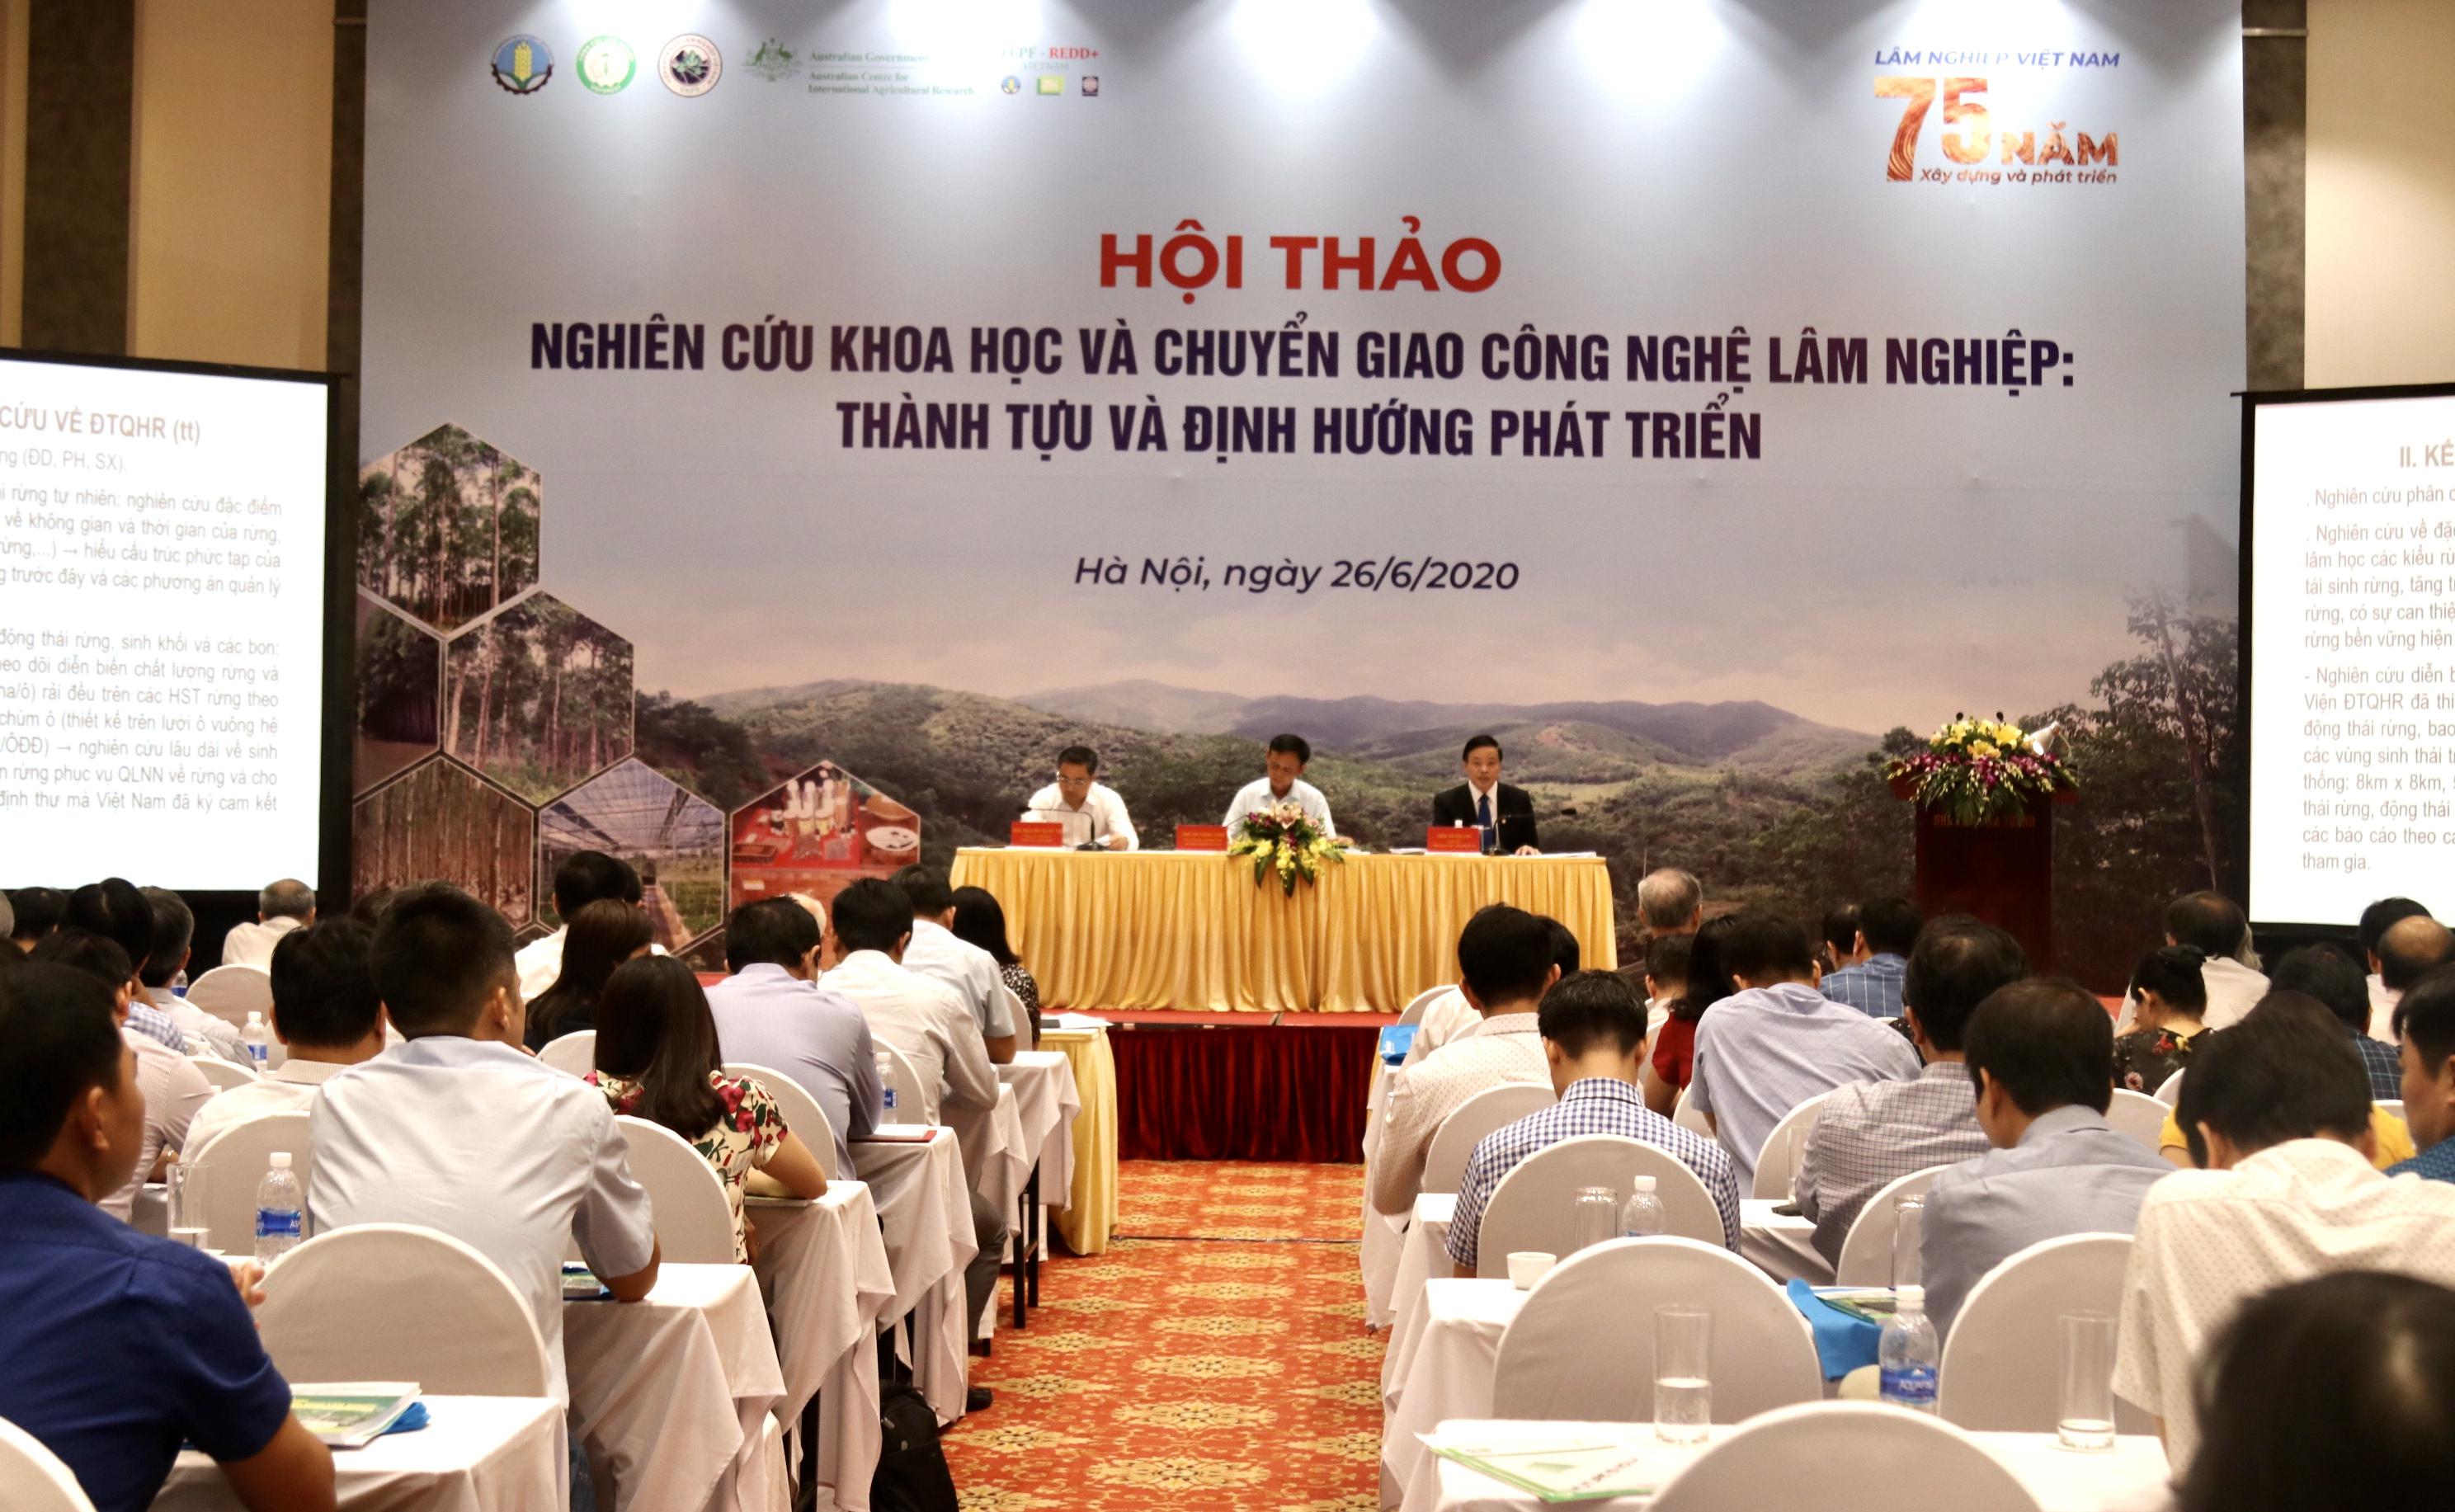 Australian Government
Australian Centre for
International Agricultural Research
REDD+
VIETNAM
LÂM NGHIỆP VIỆT NAM
75 NĂM
Xây dựng và phát triển
HỘI THẢO
NGHIÊN CỨU KHOA HỌC VÀ CHUYỂN GIAO CÔNG NGHỆ LÂM NGHIỆP:
THÀNH TỰU VÀ ĐỊNH HƯỚNG PHÁT TRIỂN
Hà Nội, ngày 26/6/2020
CỨU VỀ ĐTQHR (tt)
(ĐD, PH, SX).
rừng tự nhiên: nghiên cứu đặc điểm
về không gian và thời gian của rừng,
→ hiểu cấu trúc phức tạp của
trước đây và các phương án quản lý
động thái rừng, sinh khối và các bon:
dõi diễn biến chất lượng rừng và
rải đều trên các HST rừng theo
chùm ô (thiết kế trên lưới ô vuông hệ
/ÔĐĐ) → nghiên cứu lâu dài về sinh
rừng phục vụ QLNN về rừng và cho
định thư mà Việt Nam đã ký cam kết
II. KẾ
. Nghiên cứu phân
. Nghiên cứu về
lâm học các kiểu
tái sinh rừng, tăng
rừng, có sự can
rừng bền vững hiện
- Nghiên cứu diễn
Viện ĐTQHR đã
động thái rừng,
các vùng sinh thái
thống: 8km x 8km,
thái rừng, động thái
các báo cáo theo
tham gia.